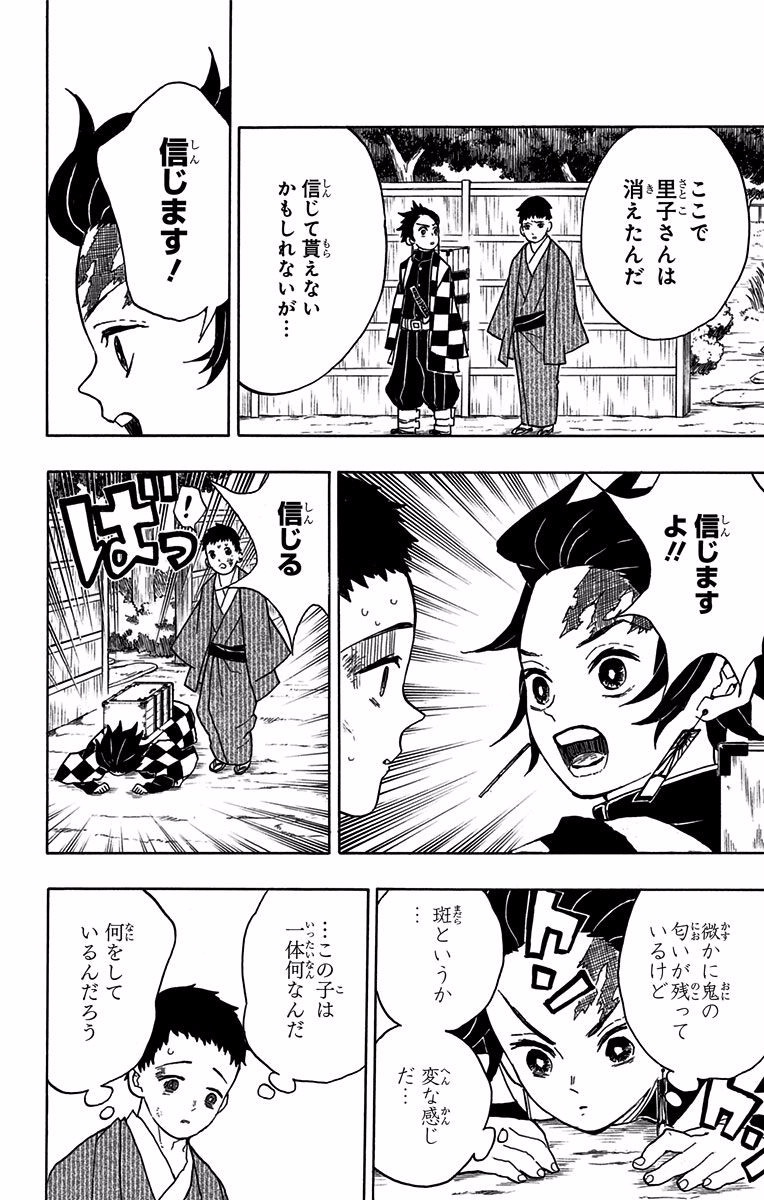 ここで
里子さんは
消えたんだ
信じて貰えない
かもしれないが…
信じます!
信じます
よ!!
信じる
!
ばっ
微かに鬼の
匂いが残って
いるけど
斑というか
…
変な感じ
だ…
クン
クン
…この子は
一体何なんだ
何をして
いるんだろう